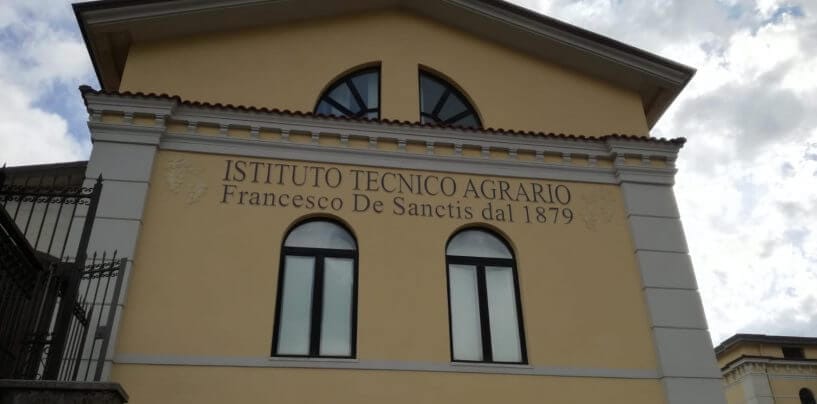 ISTITUTO TECNICO AGRARIO
Francesco De Sanctis dal 1879